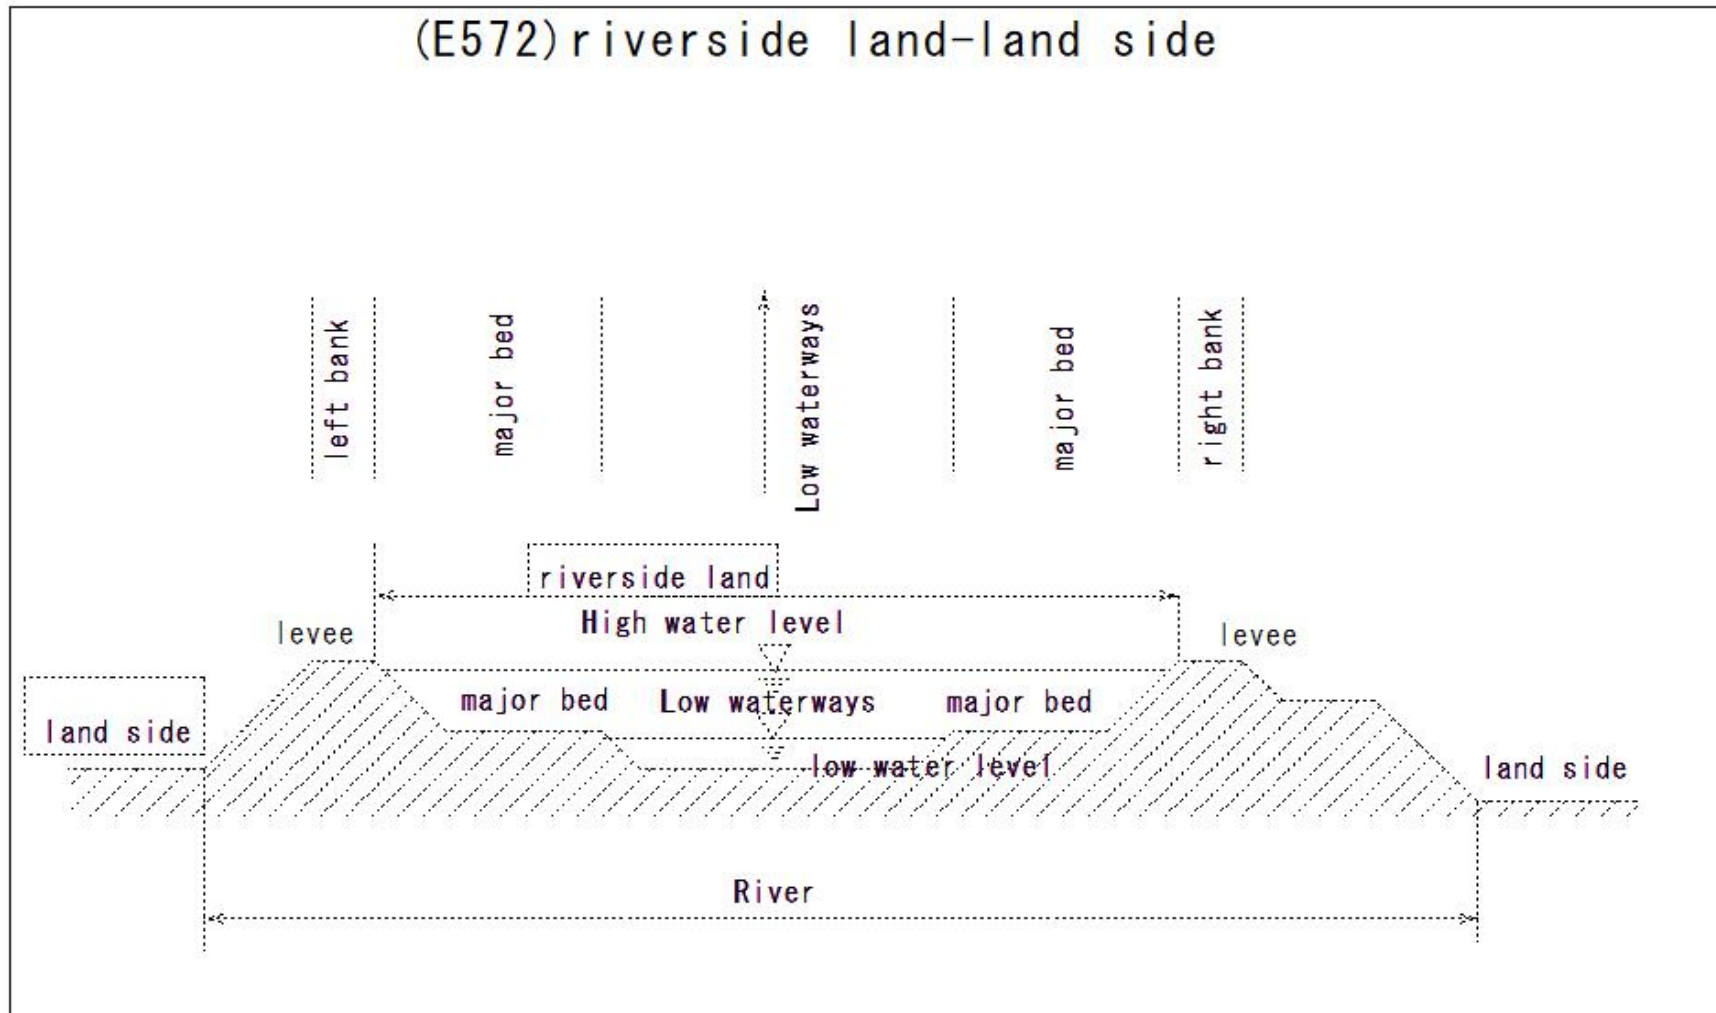 (E572)riverside land-land side
left bank
major bed
Low waterways
major bed
right bank
riverside land
High water level
levee
levee
major bed
Low waterways
major bed
land side
low water level
land side
River